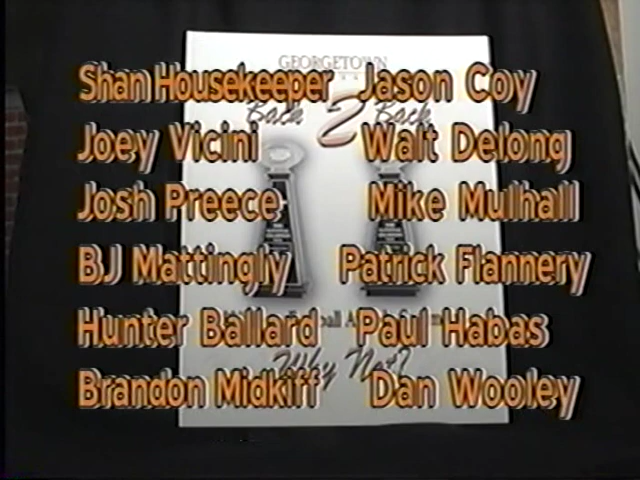 GEORGETOWN
Shan Housekeeper Jason Coy
Back 2 Back
Joey Vicini Walt Delong
Josh Preece Mike Mulhall
BJ Mattingly Patrick Flannery
Hunter Ballard Paul Habas
Why Not?
Brandon Midkiff Dan Wooley